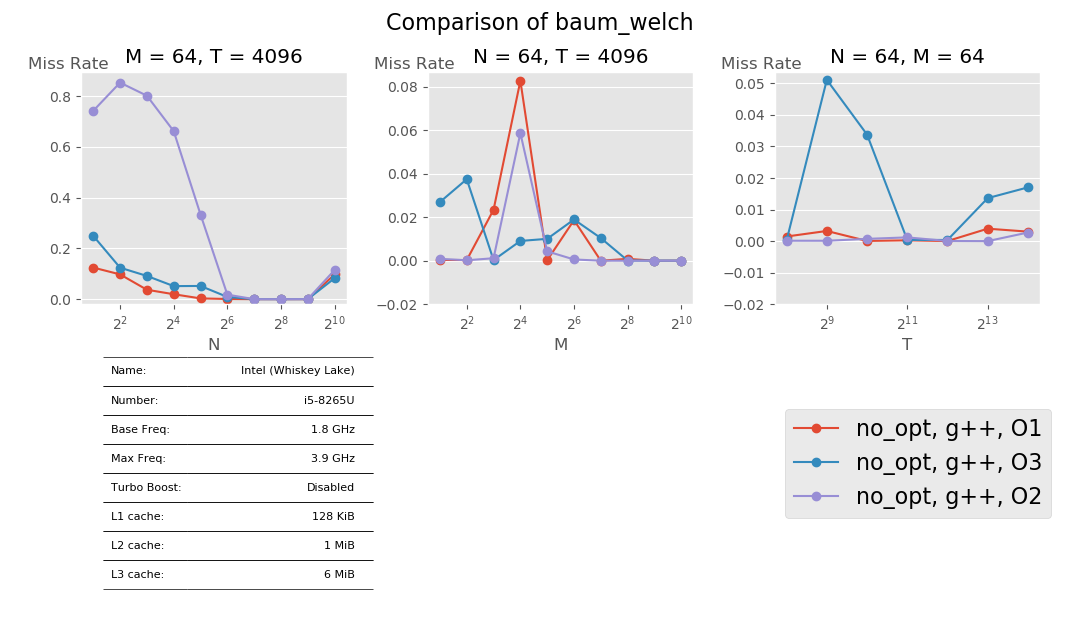 Comparison of baum_welch
Miss Rate M = 64, T = 4096
0.8
0.6
0.4
0.2
0.0
2^2 2^4 2^6 2^8 2^10
N
Miss Rate N = 64, T = 4096
0.08
0.06
0.04
0.02
0.00
−0.02
2^2 2^4 2^6 2^8 2^10
M
Miss Rate N = 64, M = 64
0.05
0.04
0.03
0.02
0.01
0.00
−0.01
−0.02
2^9 2^11 2^13
T
Name: Intel (Whiskey Lake)
Number: i5-8265U
Base Freq: 1.8 GHz
Max Freq: 3.9 GHz
Turbo Boost: Disabled
L1 cache: 128 KiB
L2 cache: 1 MiB
L3 cache: 6 MiB
no_opt, g++, O1
no_opt, g++, O3
no_opt, g++, O2